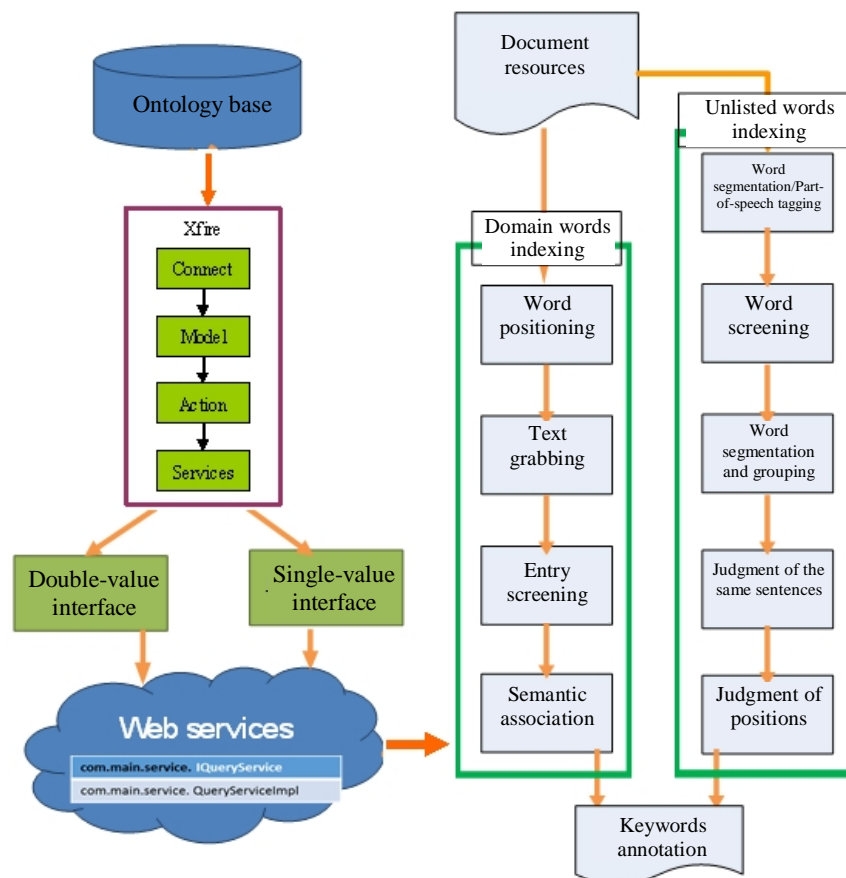 Ontology base
Xfire
Connect
Model
Action
Services
Double-value
interface
Single-value
interface
Web services
com.main.service. IQueryService
com.main.service. QueryServiceImpl
Document
resources
Domain words
indexing
Word
positioning
Text
grabbing
Entry
screening
Semantic
association
Unlisted words
indexing
Word
segmentation/Part-
of-speech tagging
Word
screening
Word
segmentation
and grouping
Judgment of the
same sentences
Judgment of
positions
Keywords
annotation